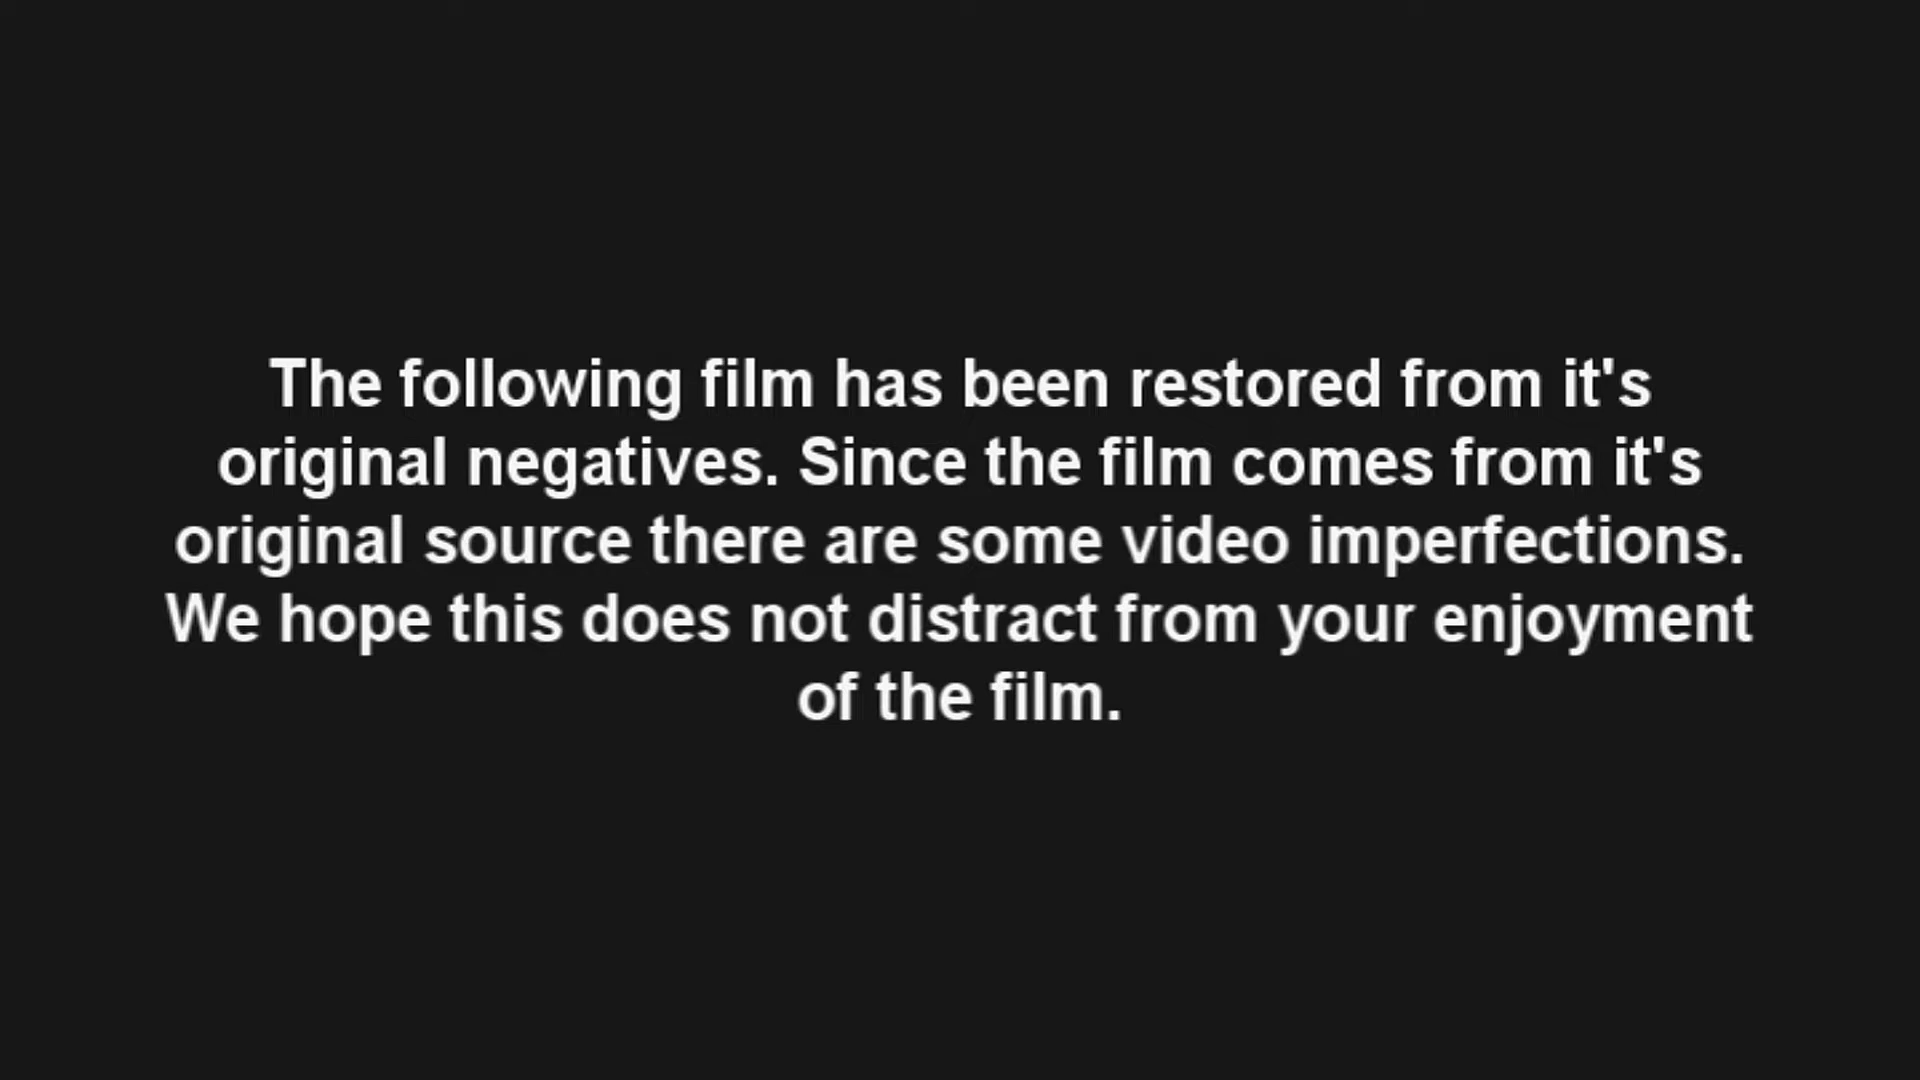 The following film has been restored from it's
original negatives. Since the film comes from it's
original source there are some video imperfections.
We hope this does not distract from your enjoyment
of the film.